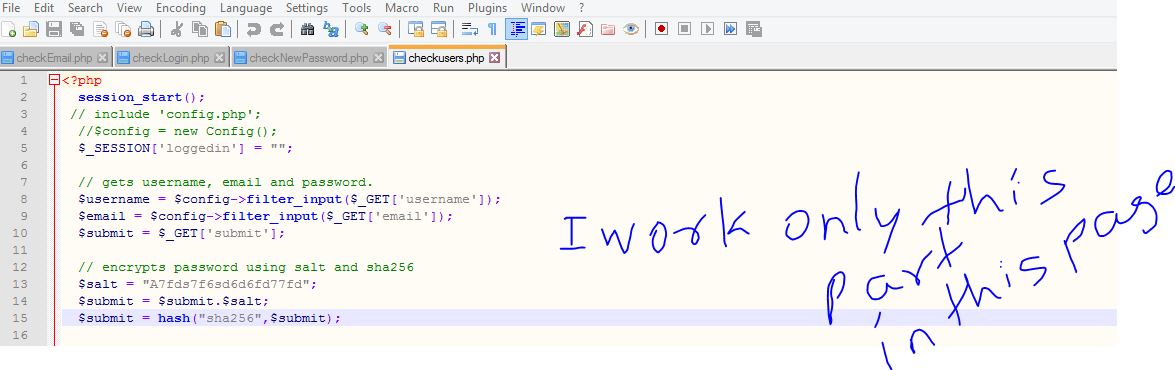 File Edit Search View Encoding Language Settings Tools Macro Run Plugins Window ?
checkEmail.php checkLogin.php checkNewPassword.php checkusers.php
1 <?php
2 session_start();
3 // include 'config.php';
4 //$config = new Config();
5 $_SESSION['loggedin'] = "";
6
7 // gets username, email and password.
8 $username = $config->filter_input($_GET['username']);
9 $email = $config->filter_input($_GET['email']);
10 $submit = $_GET['submit'];
11
12 // encrypts password using salt and sha256
13 $salt = "A7fds7f6sd6d6fd77fd";
14 $submit = $submit.$salt;
15 $submit = hash("sha256",$submit);
16
I work only this
part
in this page